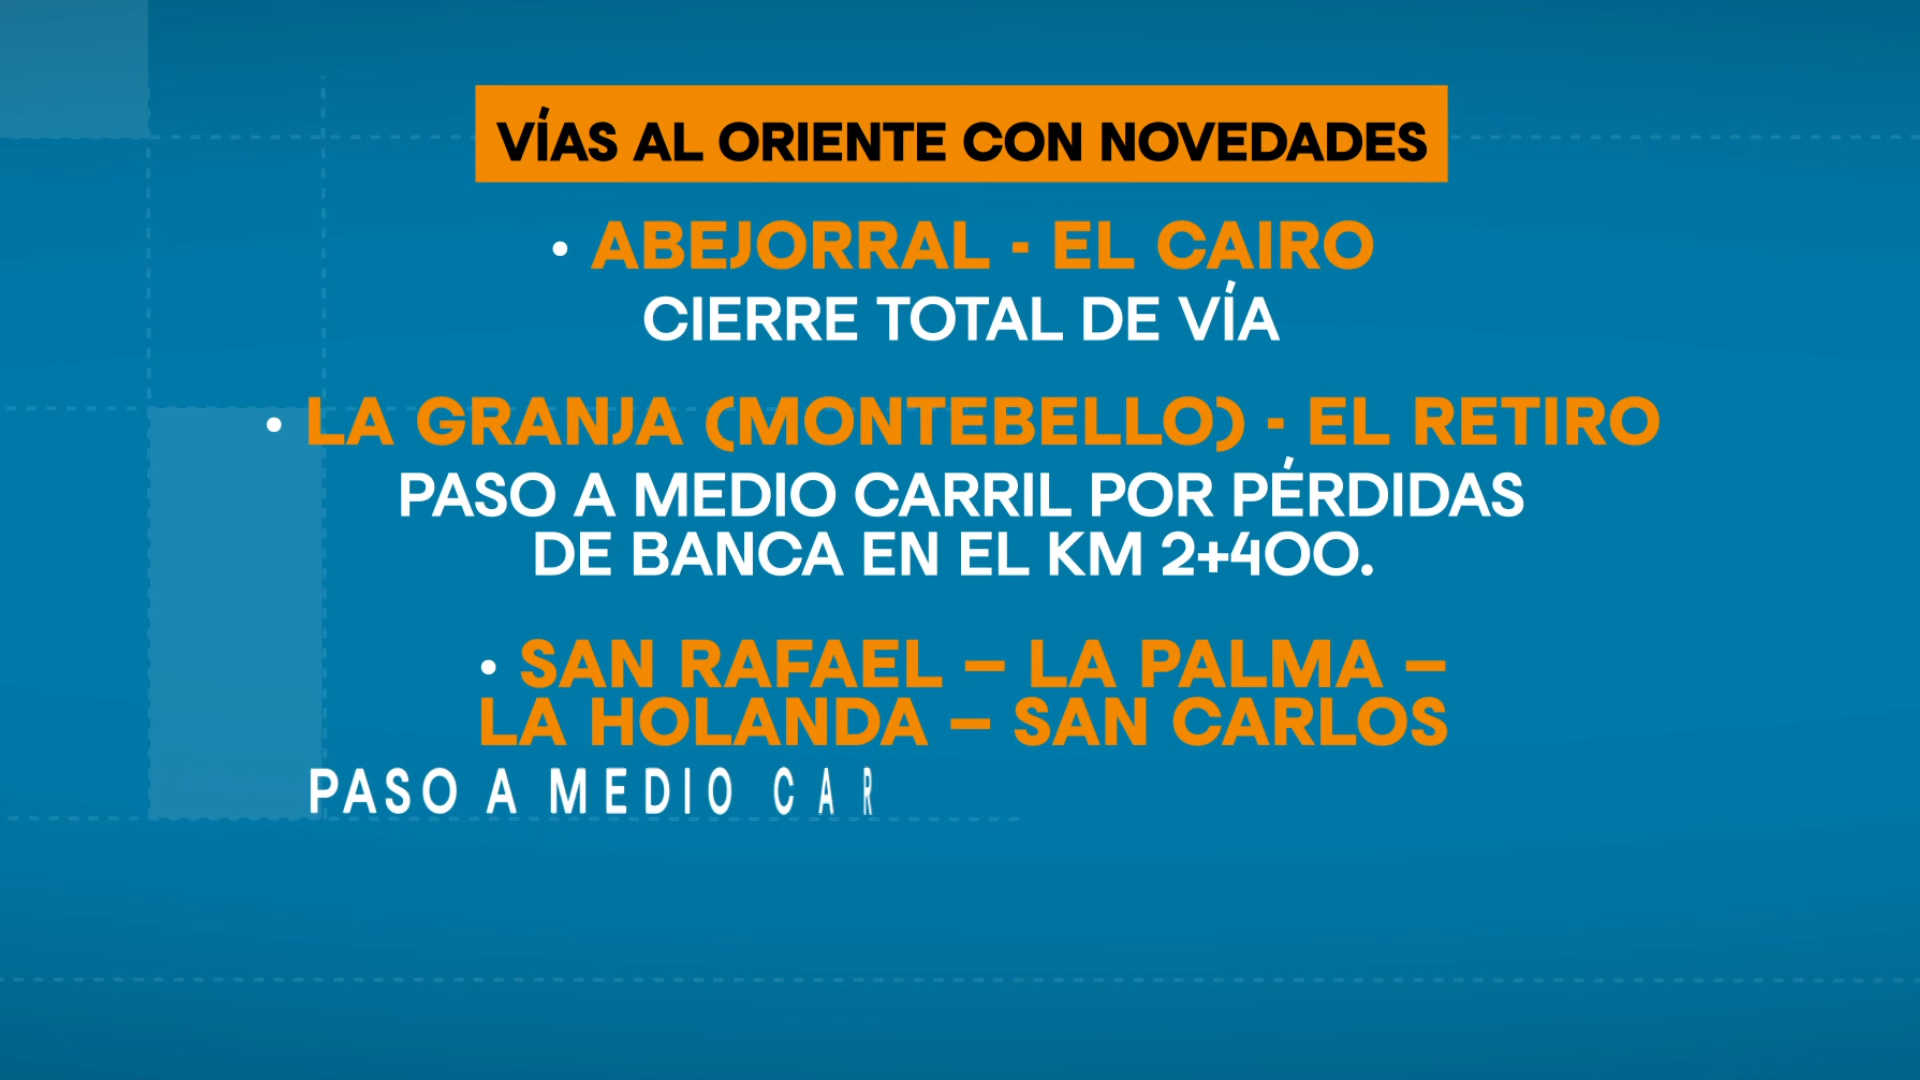 VÍAS AL ORIENTE CON NOVEDADES
• ABEJORRAL - EL CAIRO
CIERRE TOTAL DE VÍA
• LA GRANJA (MONTEBELLO) - EL RETIRO
PASO A MEDIO CARRIL POR PÉRDIDAS
DE BANCA EN EL KM 2+400.
• SAN RAFAEL – LA PALMA –
LA HOLANDA – SAN CARLOS
PASO A MEDIO CAR